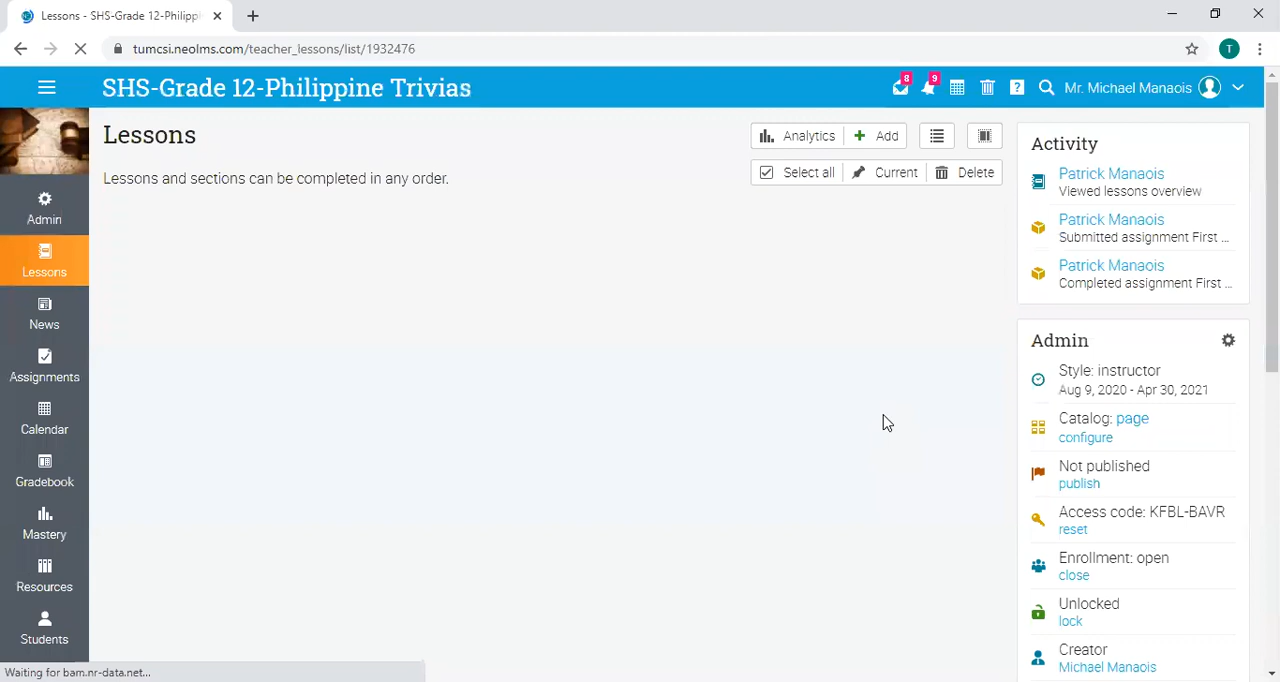 Lessons - SHS-Grade 12-Philipp
tumcsi.neolms.com/teacher_lessons/list/1932476
T
SHS-Grade 12-Philippine Trivias
8
9
Mr. Michael Manaois
Lessons
Lessons and sections can be completed in any order.
Analytics
Add
Select all
Current
Delete
Admin
Lessons
News
Assignments
Calendar
Gradebook
Mastery
Resources
Students
Activity
Patrick Manaois
Viewed lessons overview
Patrick Manaois
Submitted assignment First ...
Patrick Manaois
Completed assignment First ...
Admin
Style: instructor
Aug 9, 2020 - Apr 30, 2021
Catalog: page
configure
Not published
publish
Access code: KFBL-BAVR
reset
Enrollment: open
close
Unlocked
lock
Creator
Michael Manaois
Waiting for bam.nr-data.net...